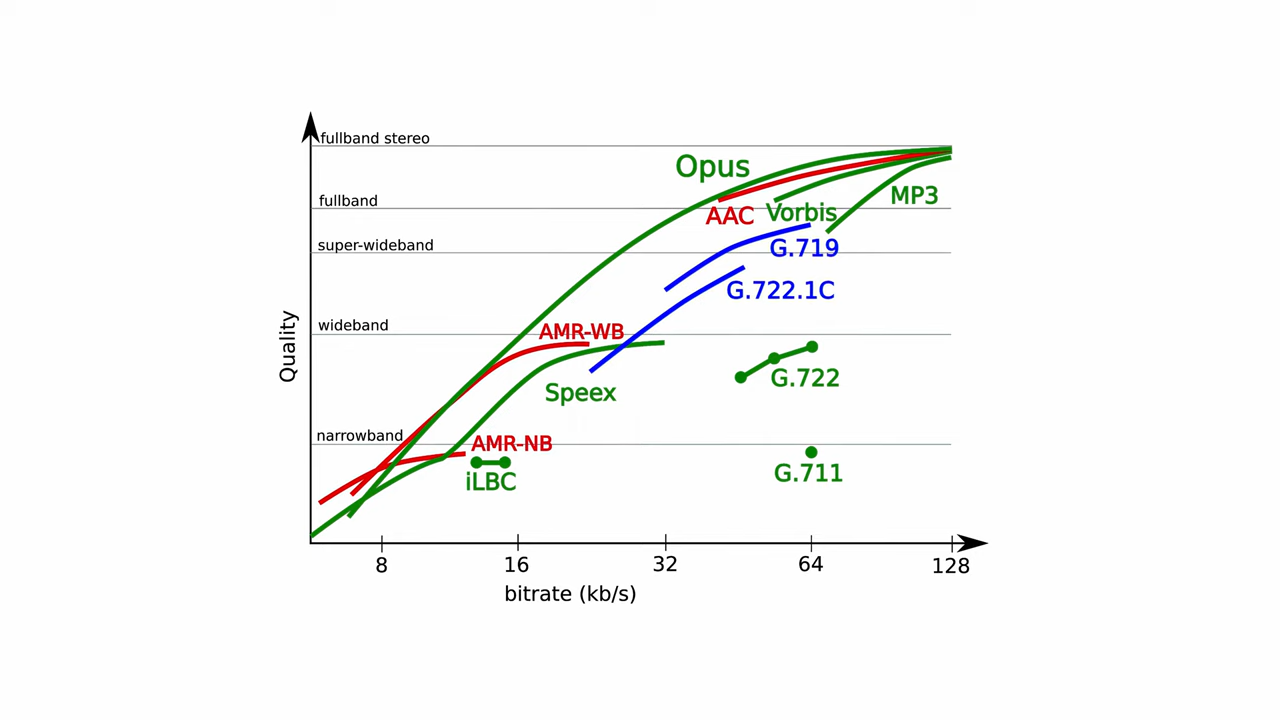 fullband stereo
Opus
fullband
AAC
Vorbis
MP3
super-wideband
G.719
G.722.1C
Quality
wideband
AMR-WB
Speex
G.722
narrowband
AMR-NB
iLBC
G.711
8
16
32
64
128
bitrate (kb/s)